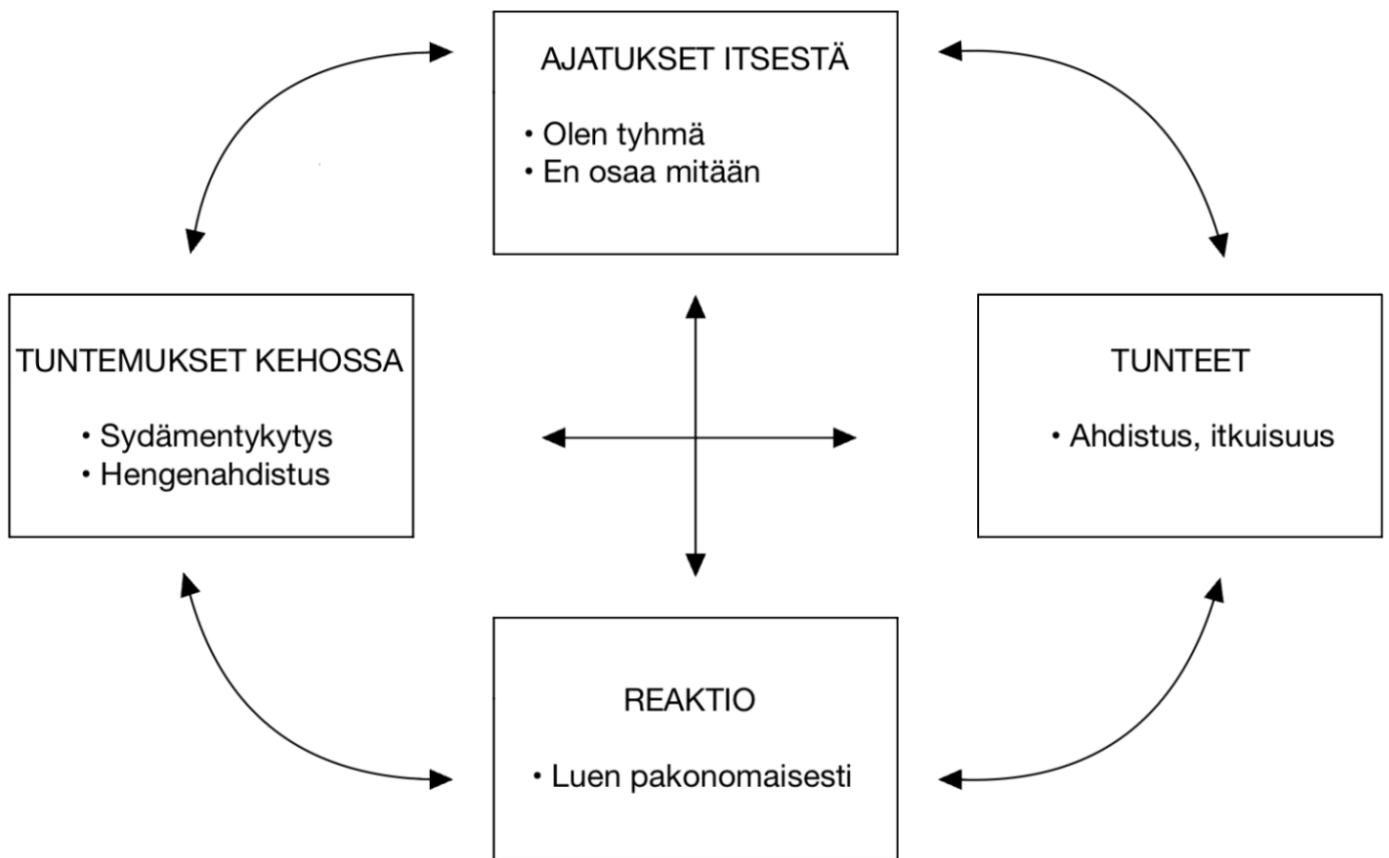 AJATUKSET ITSESTÄ
• Olen tyhmä
• En osaa mitään
TUNTEMUKSET KEHOSSA
• Sydämentykytys
• Hengenahdistus
TUNTEET
• Ahdistus, itkuisuus
REAKTIO
• Luen pakonomaisesti